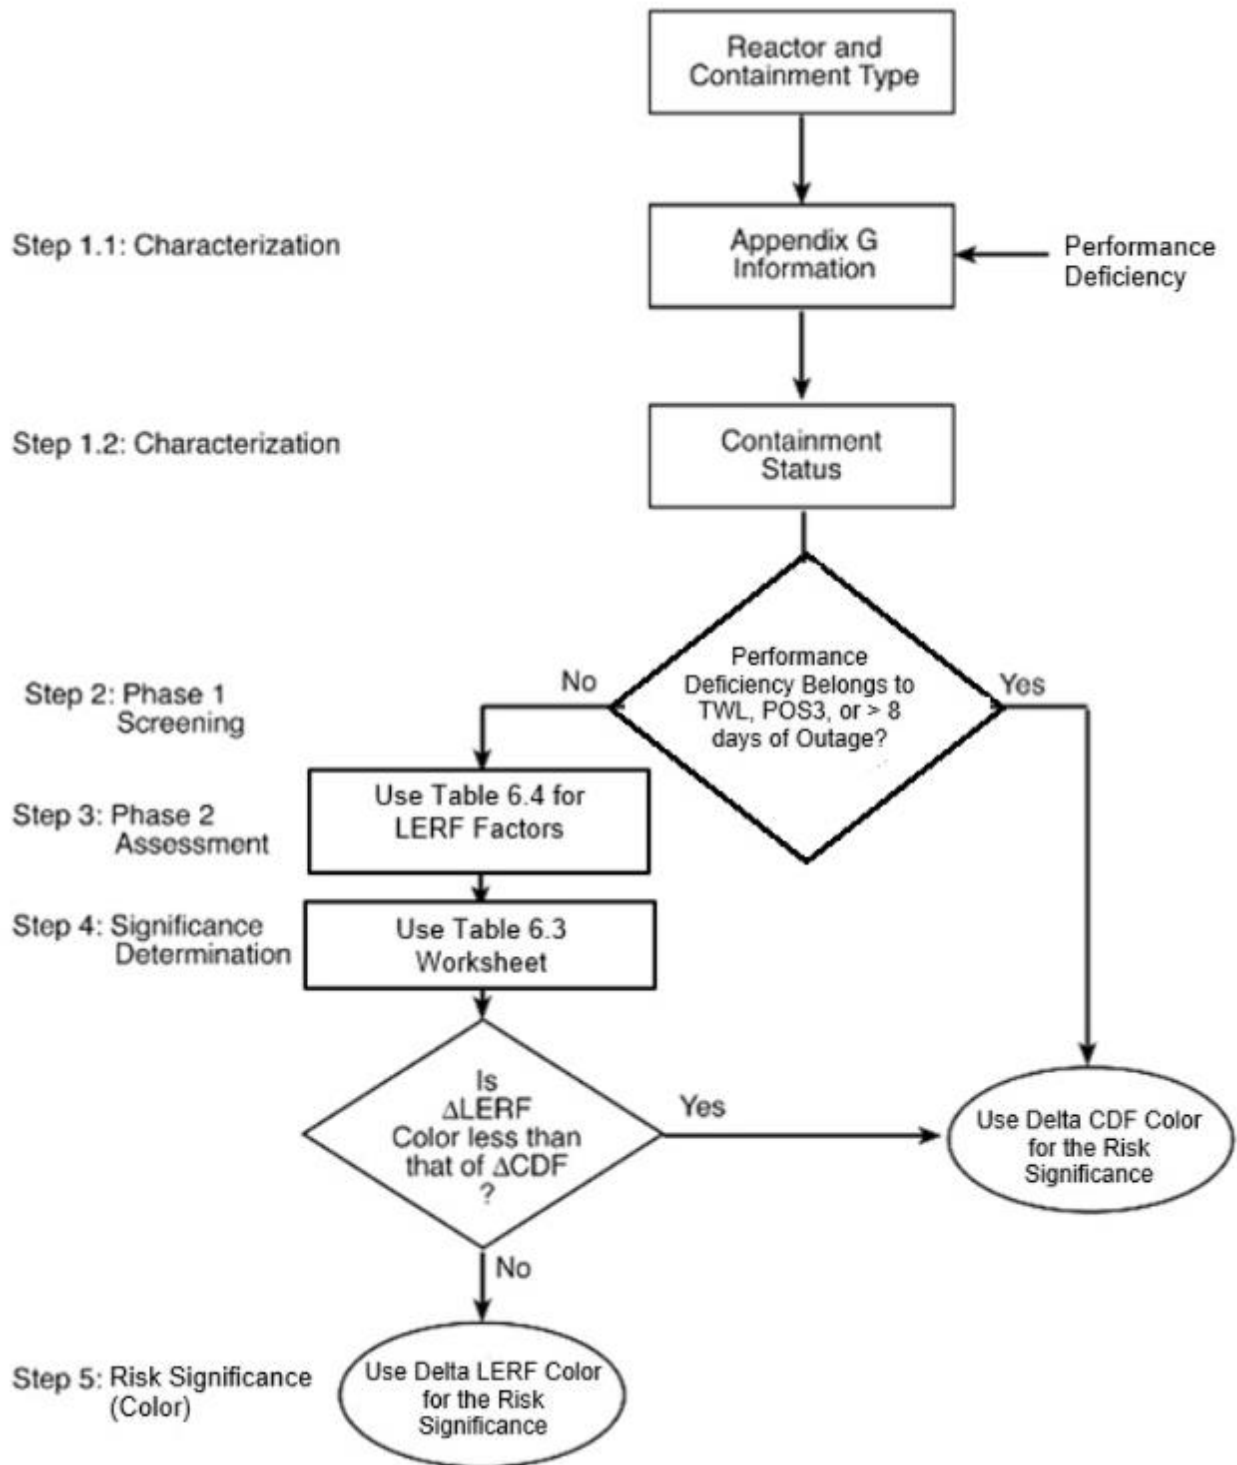 Reactor and
Containment Type
Step 1.1: Characterization
Appendix G
Information
Performance
Deficiency
Step 1.2: Characterization
Containment
Status
Step 2: Phase 1
Screening
No
Performance
Deficiency Belongs to
TWL, POS3, or > 8
days of Outage?
Yes
Step 3: Phase 2
Assessment
Use Table 6.4 for
LERF Factors
Step 4: Significance
Determination
Use Table 6.3
Worksheet
Is
ΔLERF
Color less than
that of ΔCDF
?
Yes
Use Delta CDF Color
for the Risk
Significance
No
Step 5: Risk Significance
(Color)
Use Delta LERF Color
for the Risk
Significance